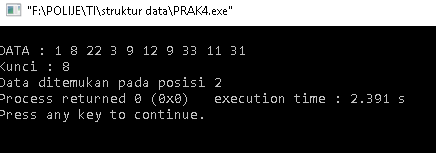 "F:\POLIJE\TI\struktur data\PRAK4.exe"
DATA : 1 8 22 3 9 12 9 33 11 31
Kunci : 8
Data ditemukan pada posisi 2
Process returned 0 (0x0)   execution time : 2.391 s
Press any key to continue.